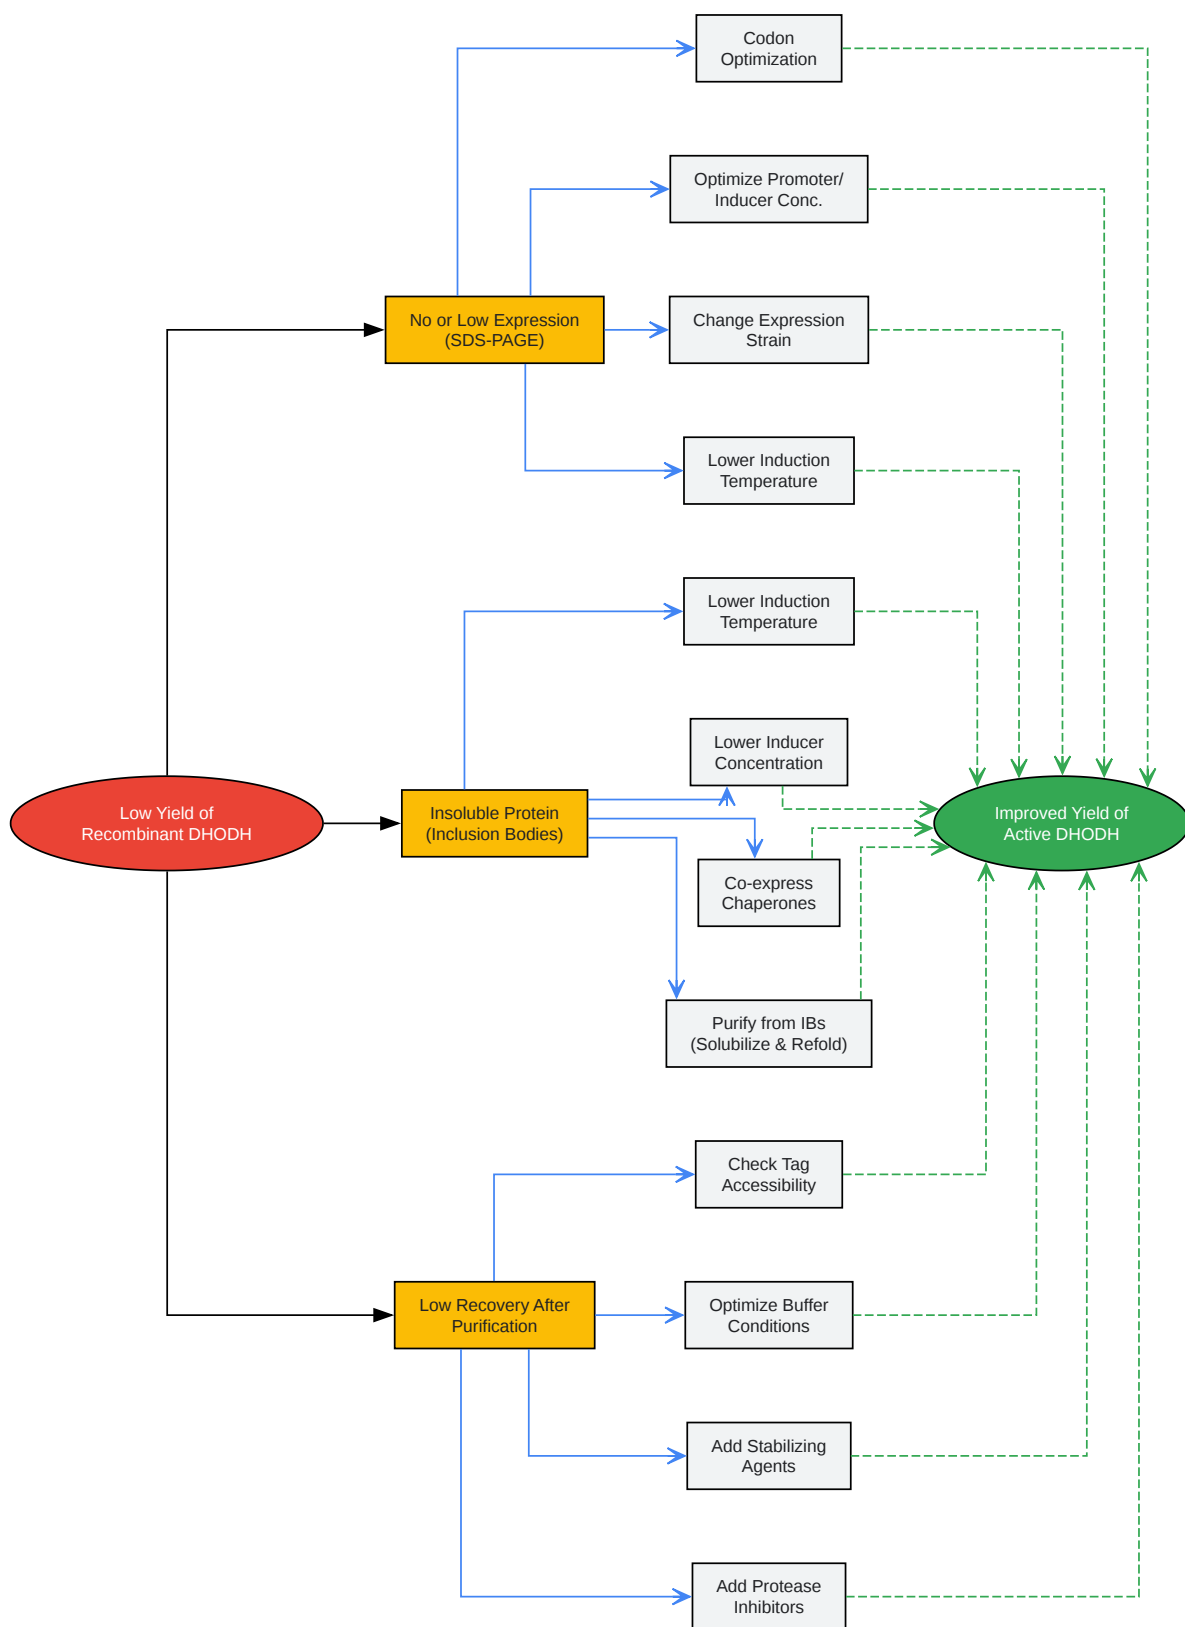 Codon
Optimization
Optimize Promoter/
Inducer Conc.
No or Low Expression
(SDS-PAGE)
Change Expression
Strain
Lower Induction
Temperature
Lower Induction
Temperature
Lower Inducer
Concentration
Low Yield of
Recombinant DHODH
Insoluble Protein
(Inclusion Bodies)
Improved Yield of
Active DHODH
Co-express
Chaperones
Purify from IBs
(Solubilize & Refold)
Check Tag
Accessibility
Low Recovery After
Purification
Optimize Buffer
Conditions
Add Stabilizing
Agents
Add Protease
Inhibitors